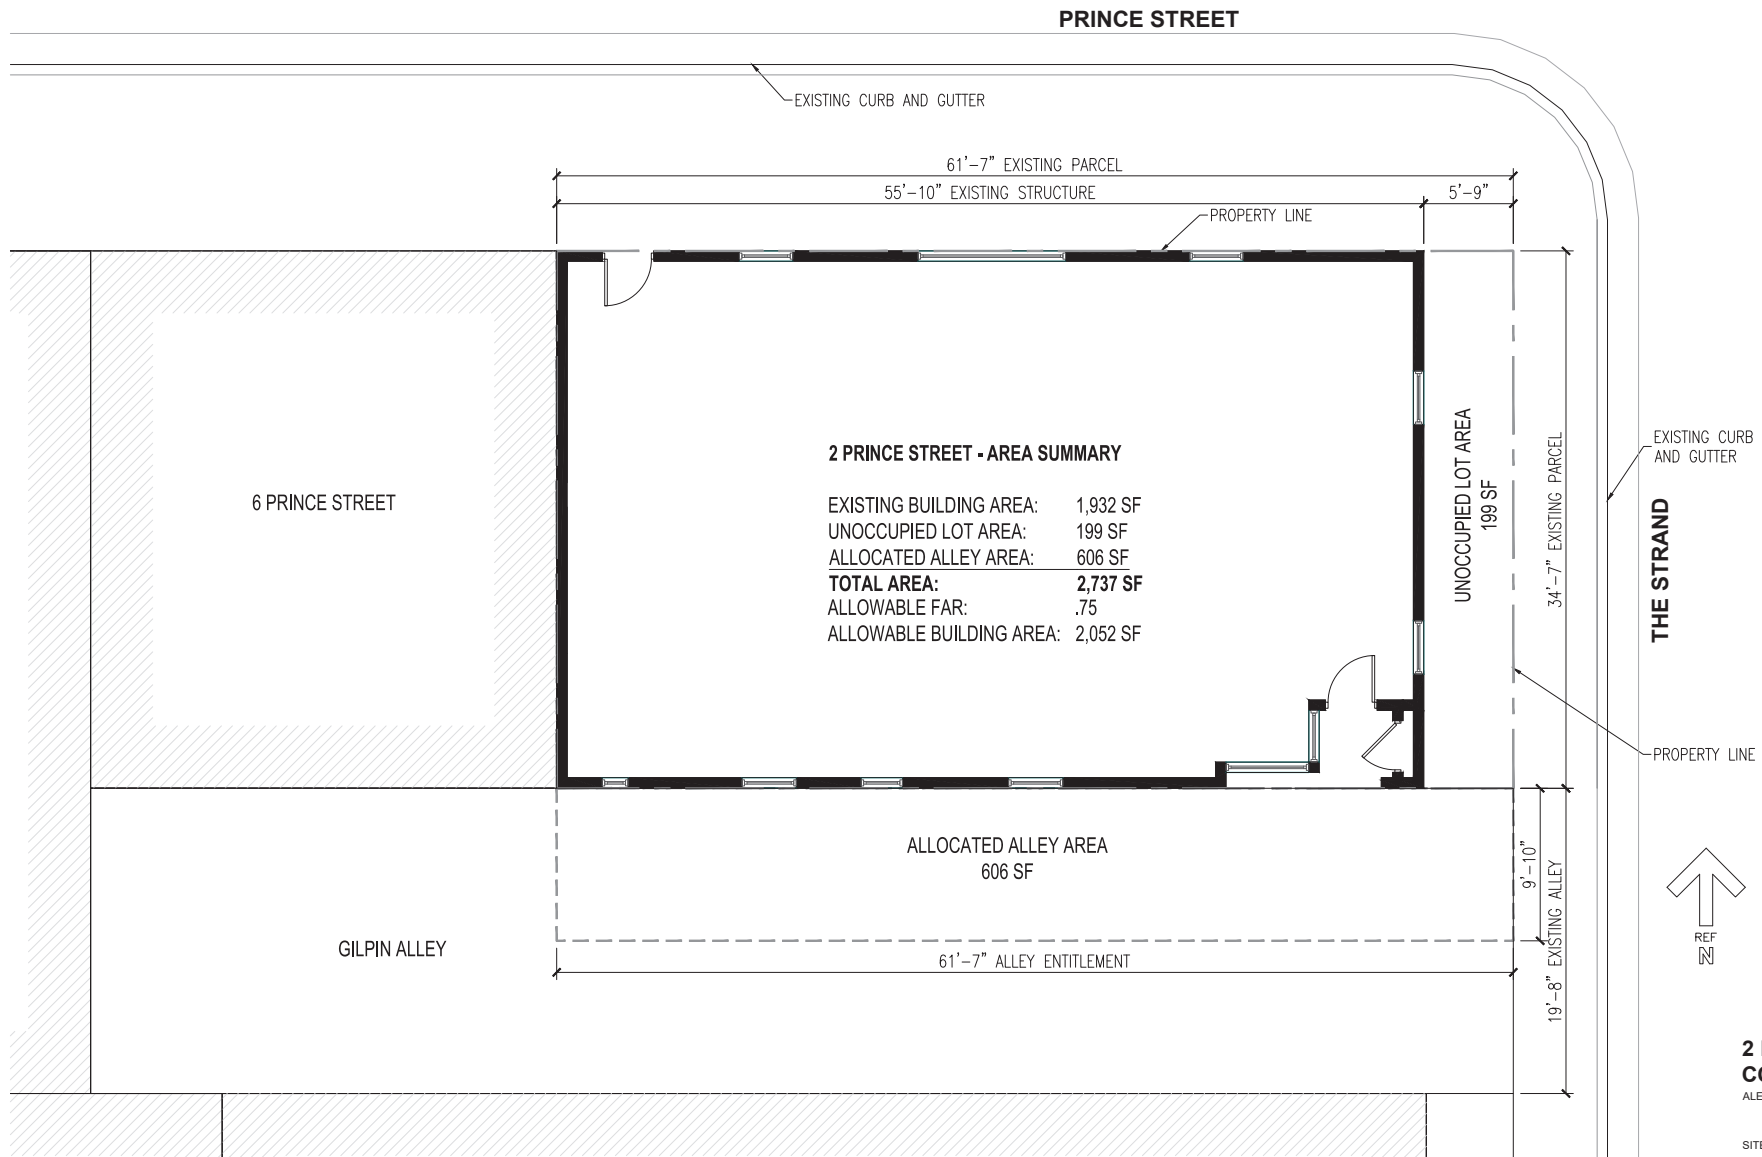 PRINCE STREET
EXISTING CURB AND GUTTER
61'-7" EXISTING PARCEL
55'-10" EXISTING STRUCTURE
5'-9"
PROPERTY LINE
2 PRINCE STREET - AREA SUMMARY
EXISTING BUILDING AREA: 1,932 SF
UNOCCUPIED LOT AREA: 199 SF
ALLOCATED ALLEY AREA: 606 SF
TOTAL AREA: 2,737 SF
ALLOWABLE FAR: .75
ALLOWABLE BUILDING AREA: 2,052 SF
6 PRINCE STREET
UNOCCUPIED LOT AREA
199 SF
34'-7" EXISTING PARCEL
EXISTING CURB
AND GUTTER
THE STRAND
PROPERTY LINE
ALLOCATED ALLEY AREA
606 SF
9'-10"
19'-8" EXISTING ALLEY
GILPIN ALLEY
61'-7" ALLEY ENTITLEMENT
REF
N
2